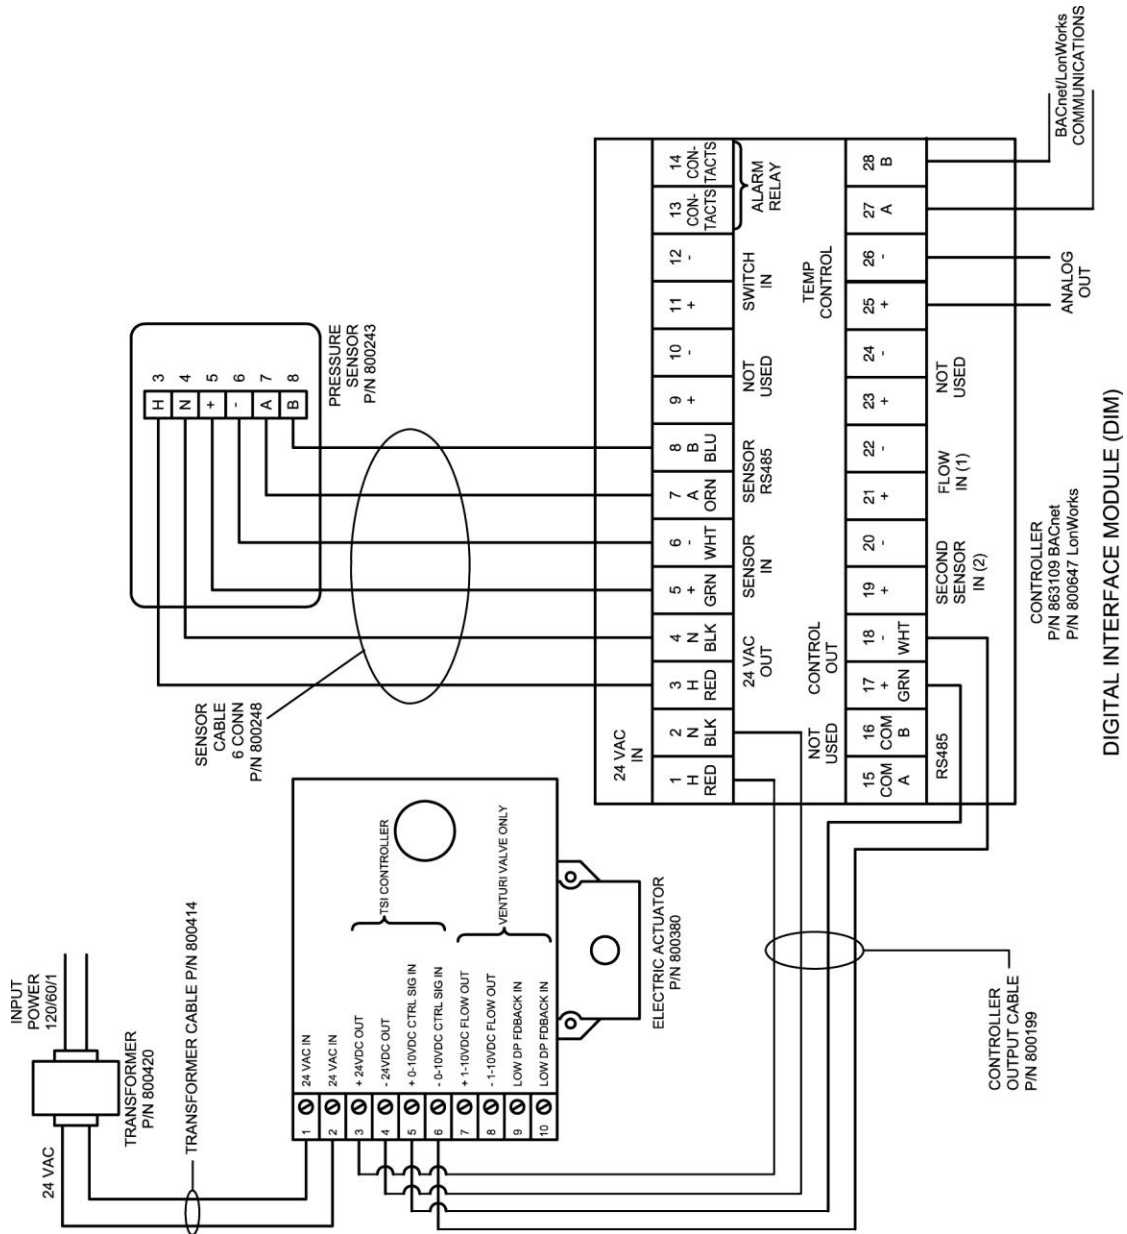 INPUT
POWER
120/60/1
TRANSFORMER
P/N 800420
24 VAC
TRANSFORMER CABLE P/N 800414
1 24 VAC IN
2 24 VAC IN
3 + 24VDC OUT
4 - 24VDC OUT
5 + 0-10VDC CTRL SIG IN
6 - 0-10VDC CTRL SIG IN
7 + 1-10VDC FLOW OUT
8 - 1-10VDC FLOW OUT
9 LOW DP FDBACK IN
10 LOW DP FDBACK IN
TSI CONTROLLER
VENTURI VALVE ONLY
ELECTRIC ACTUATOR
P/N 800380
SENSOR
CABLE
6 CONN
P/N 800248
H 3
N 4
+ 5
- 6
A 7
B 8
PRESSURE
SENSOR
P/N 800243
24 VAC
IN
1 H RED
2 N BLK
3 H RED
4 N BLK
5 + GRN
6 - WHT
7 A ORN
8 B BLU
9 +
10 -
11 +
12 -
13 CON-
TACTS
14 CON-
TACTS
24 VAC
OUT
SENSOR
IN
SENSOR
RS485
NOT
USED
SWITCH
IN
ALARM
RELAY
NOT
USED
CONTROL
OUT
TEMP
CONTROL
15 COM A
16 COM B
17 + GRN
18 - WHT
19 +
20 -
21 +
22 -
23 +
24 -
25 +
26 -
27 A
28 B
RS485
SECOND
SENSOR
IN (2)
FLOW
IN (1)
NOT
USED
ANALOG
OUT
BACnet/LonWorks
COMMUNICATIONS
CONTROLLER
OUTPUT CABLE
P/N 800199
CONTROLLER
P/N 863109 BACnet
P/N 800647 LonWorks
DIGITAL INTERFACE MODULE (DIM)